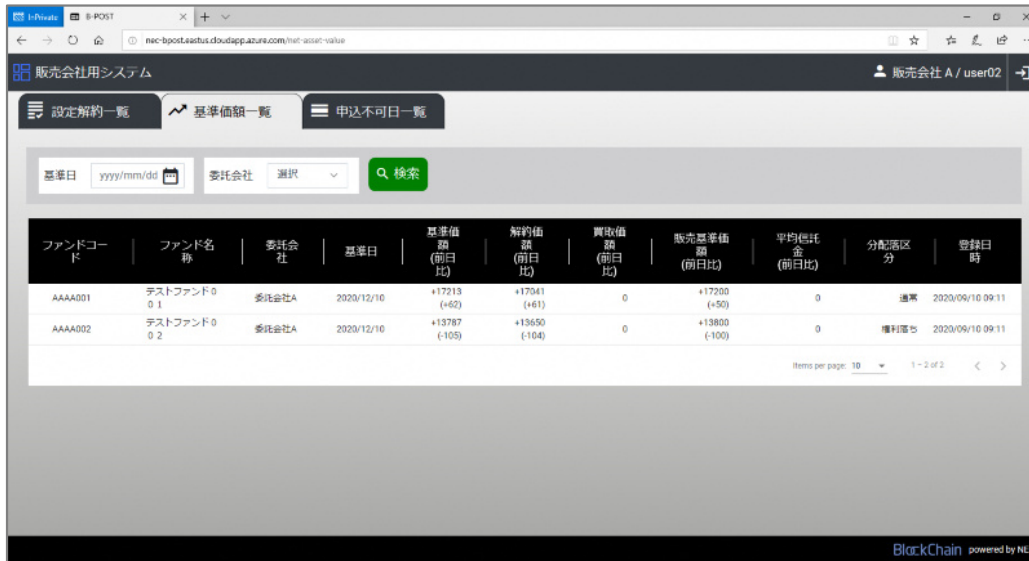 InPrivate B-POST
nec-bpost.eastus.cloudapp.azure.com/net-asset-value
販売会社用システム 販売会社 A / user02
設定解約一覧 基準価額一覧 申込不可日一覧
基準日 yyyy/mm/dd 委託会社 選択 検索
ファンドコー
ド
ファンド名
称
委託会
社
基準日
基準価
額
(前日
比)
解約価
額
(前日
比)
買取価
額
(前日
比)
販売基準価
額
(前日比)
平均信託
金
(前日比)
分配落区
分
登録日
時
AAAA001 テストファンド0
0 1
委託会社A 2020/12/10 +17213
(+62)
+17041
(+61)
0 +17200
(+50)
0 通常 2020/09/10 09:11
AAAA002 テストファンド0
0 2
委託会社A 2020/12/10 +13787
(-105)
+13650
(-104)
0 +13800
(-100)
0 権利落ち 2020/09/10 09:11
Items per page: 10 1 – 2 of 2
BlockChain powered by NE